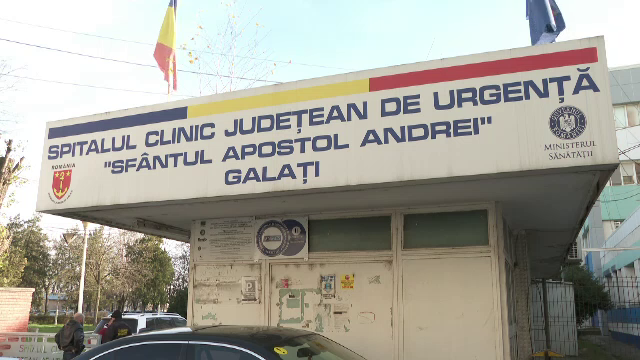 SPITALUL CLINIC JUDEȚEAN DE URGENȚĂ
"SFÂNTUL APOSTOL ANDREI"
GALAȚI
ROMÂNIA
MINISTERUL
SĂNĂTĂȚII